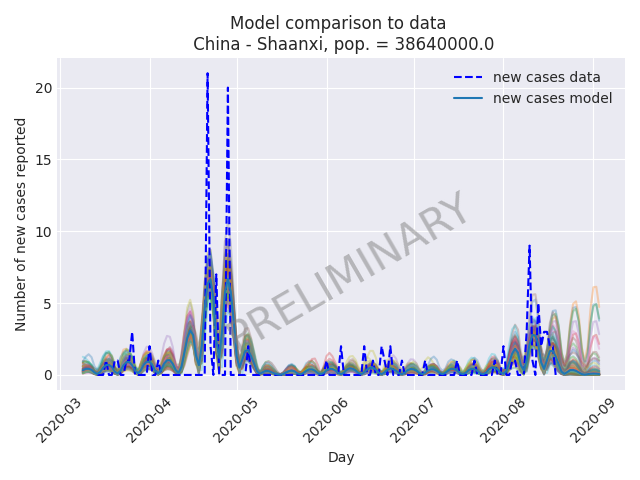 Model comparison to data
China - Shaanxi, pop. = 38640000.0
new cases data
new cases model
Number of new cases reported
20
15
10
5
0
PRELIMINARY
2020-03
2020-04
2020-05
2020-06
2020-07
2020-08
2020-09
Day